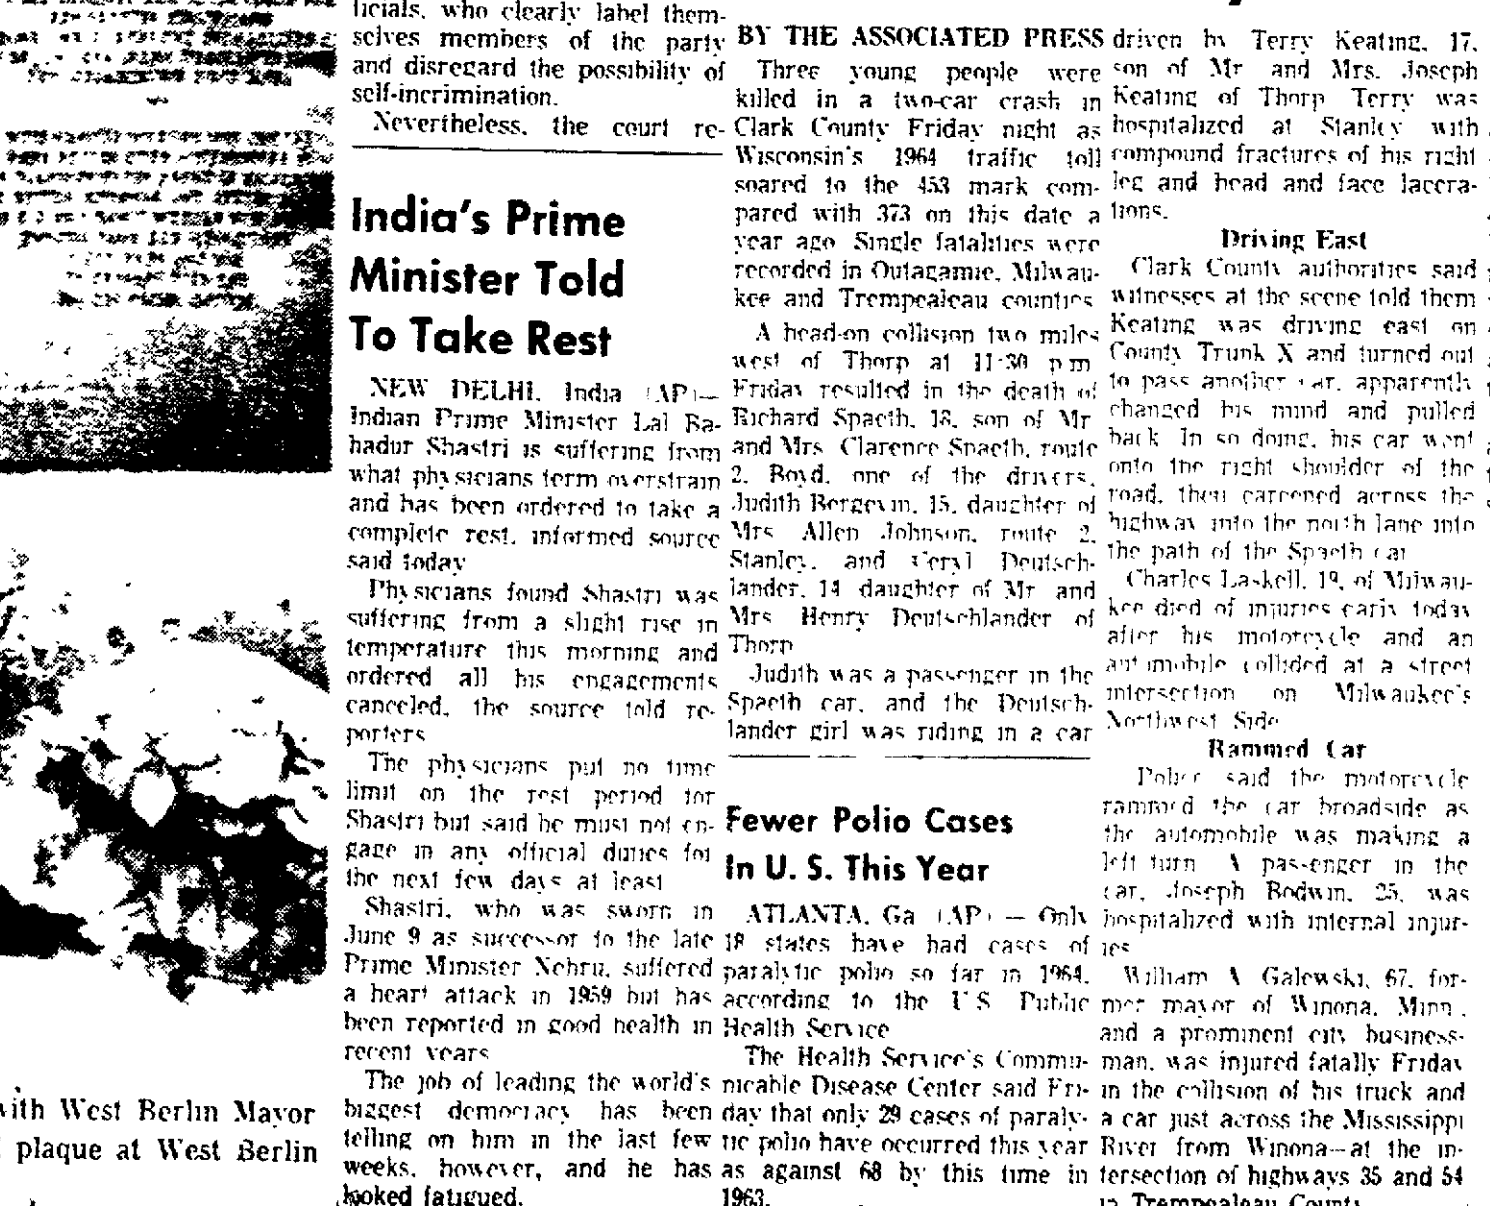 ficials, who clearly label them-
selves members of the party
and disregard the possibility of
self-incrimination.
Nevertheless, the court re-
India's Prime
Minister Told
To Take Rest
NEW DELHI, India (AP)—
Indian Prime Minister Lal Ba-
hadur Shastri is suffering from
what physicians term overstrain
and has been ordered to take a
complete rest, informed source
said today
Physicians found Shastri was
suffering from a slight rise in
temperature this morning and
ordered all his engagements
canceled, the source told re-
porters
The physicians put no time
limit on the rest period for
Shastri but said he must not en-
gage in any official duties for
the next few days at least
Shastri, who was sworn in
June 9 as successor to the late
Prime Minister Nehru, suffered
a heart attack in 1959 but has
been reported in good health in
recent years
The job of leading the world's
biggest democracy has been
telling on him in the last few
weeks, however, and he has
looked fatigued.
BY THE ASSOCIATED PRESS
Three young people were
killed in a two-car crash in
Clark County Friday night as
Wisconsin's 1964 traffic toll
soared to the 453 mark com-
pared with 373 on this date a
year ago Single fatalities were
recorded in Outagamie, Milwau-
kee and Trempealeau counties
A head-on collision two miles
west of Thorp at 11:30 p m
Friday resulted in the death of
Richard Spaeth, 18, son of Mr
and Mrs Clarence Spaeth, route
2, Boyd, one of the drivers,
Judith Bergevin, 15, daughter of
Mrs Allen Johnson, route 2,
Stanley, and Ceryl Deutsch-
lander, 14 daughter of Mr and
Mrs Henry Deutschlander of
Thorp
Judith was a passenger in the
Spaeth car, and the Deutsch-
lander girl was riding in a car
Fewer Polio Cases
In U. S. This Year
ATLANTA, Ga (AP) — Only
18 states have had cases of
paralytic polio so far in 1964,
according to the U S Public
Health Service
The Health Service's Commu-
nicable Disease Center said Fri-
day that only 29 cases of paraly-
tic polio have occurred this year
as against 68 by this time in
1963.
driven by Terry Keating, 17,
son of Mr and Mrs. Joseph
Keating of Thorp Terry was
hospitalized at Stanley with
compound fractures of his right
leg and head and face lacera-
tions.
Driving East
Clark County authorities said
witnesses at the scene told them
Keating was driving east on
County Trunk X and turned out
to pass another car, apparently
changed his mind and pulled
back In so doing, his car went
onto the right shoulder of the
road, then careened across the
highway into the north lane into
the path of the Spaeth car
Charles Laskell, 19, of Milwau-
kee died of injuries early today
after his motorcycle and an
automobile collided at a street
intersection on Milwaukee's
Northwest Side
Rammed Car
Police said the motorcycle
rammed the car broadside as
the automobile was making a
left turn A passenger in the
car, Joseph Bodwin, 25, was
hospitalized with internal injur-
ies
William A Galewski, 67, for-
mer mayor of Winona, Minn.,
and a prominent city business-
man, was injured fatally Friday
in the collision of his truck and
a car just across the Mississippi
River from Winona—at the in-
tersection of highways 35 and 54
in Trempealeau County
with West Berlin Mayor
plaque at West Berlin